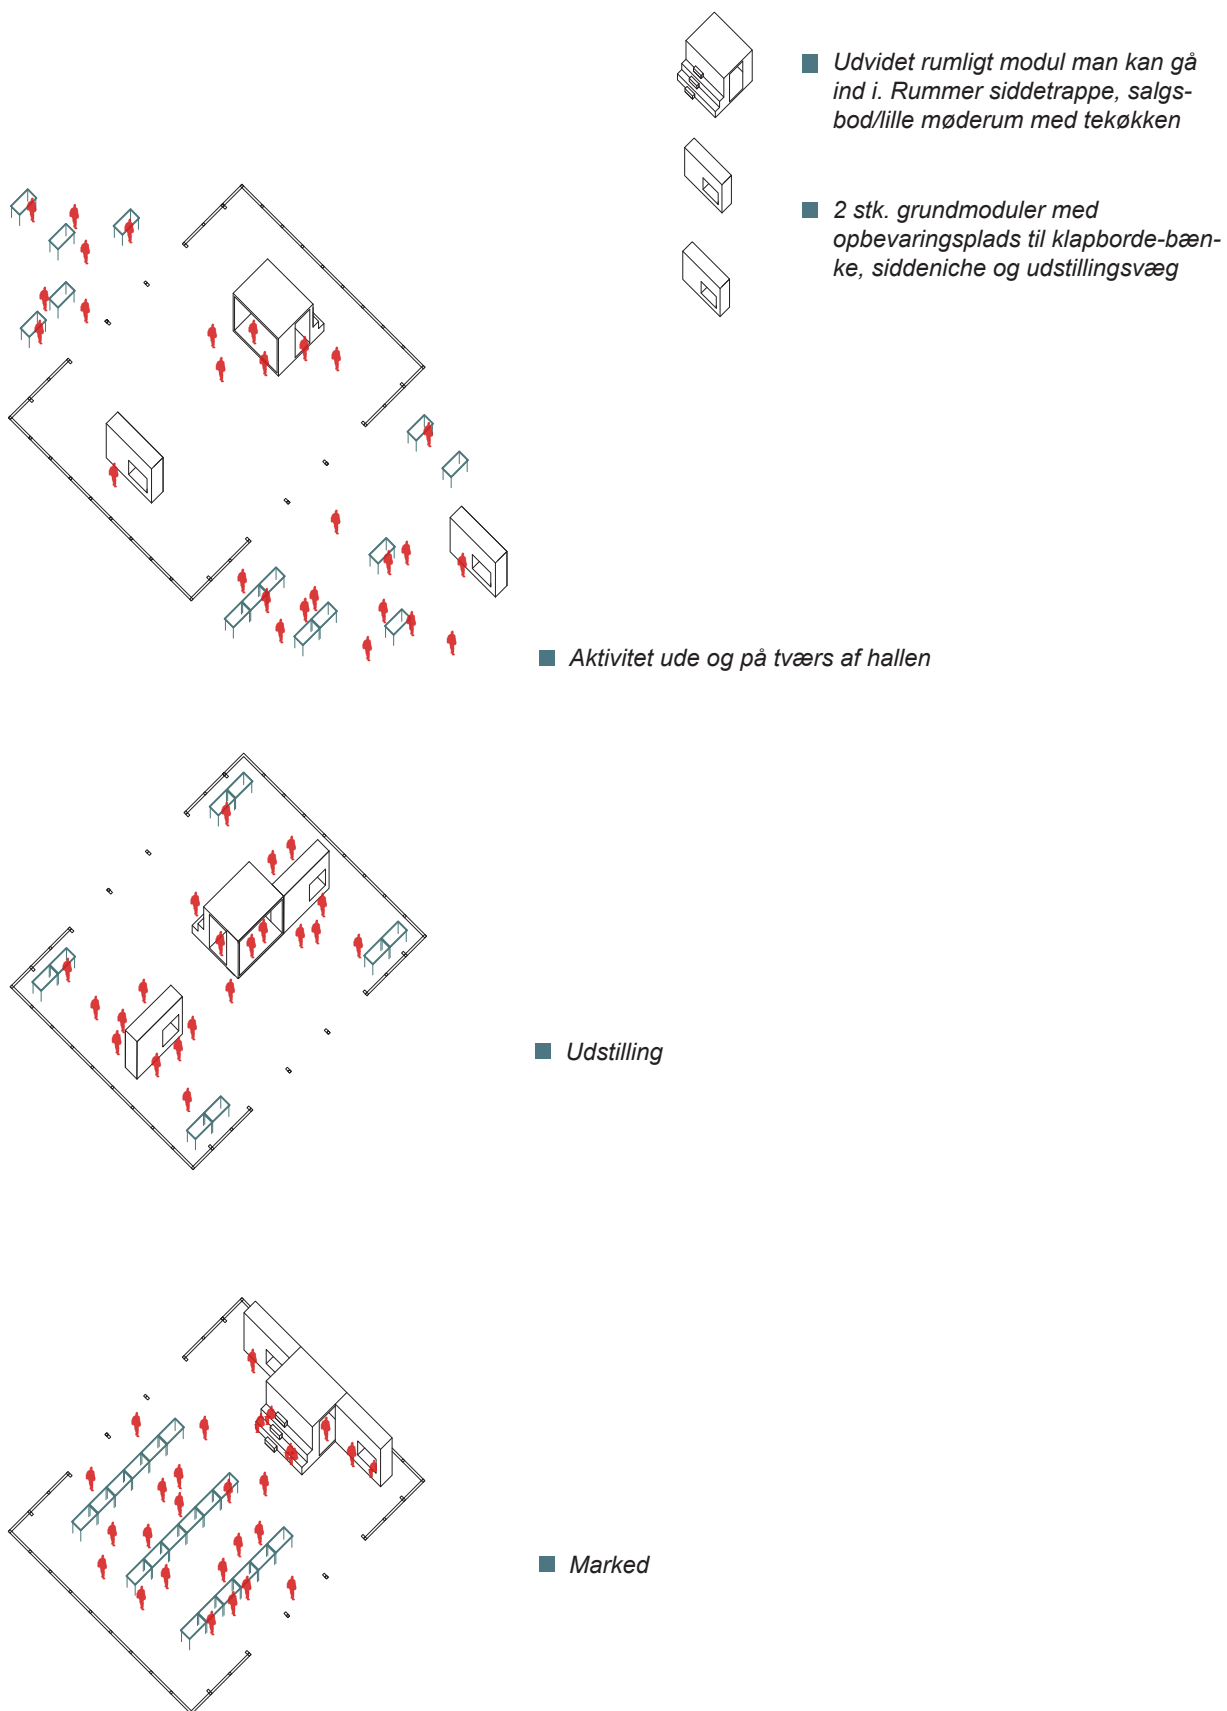 Udvidet rumligt modul man kan gå
ind i. Rummer siddetrappe, salgs-
bod/lille møderum med tekøkken
2 stk. grundmoduler med
opbevaringsplads til klapborde-bæn-
ke, siddeniche og udstillingsvæg
Aktivitet ude og på tværs af hallen
Udstilling
Marked